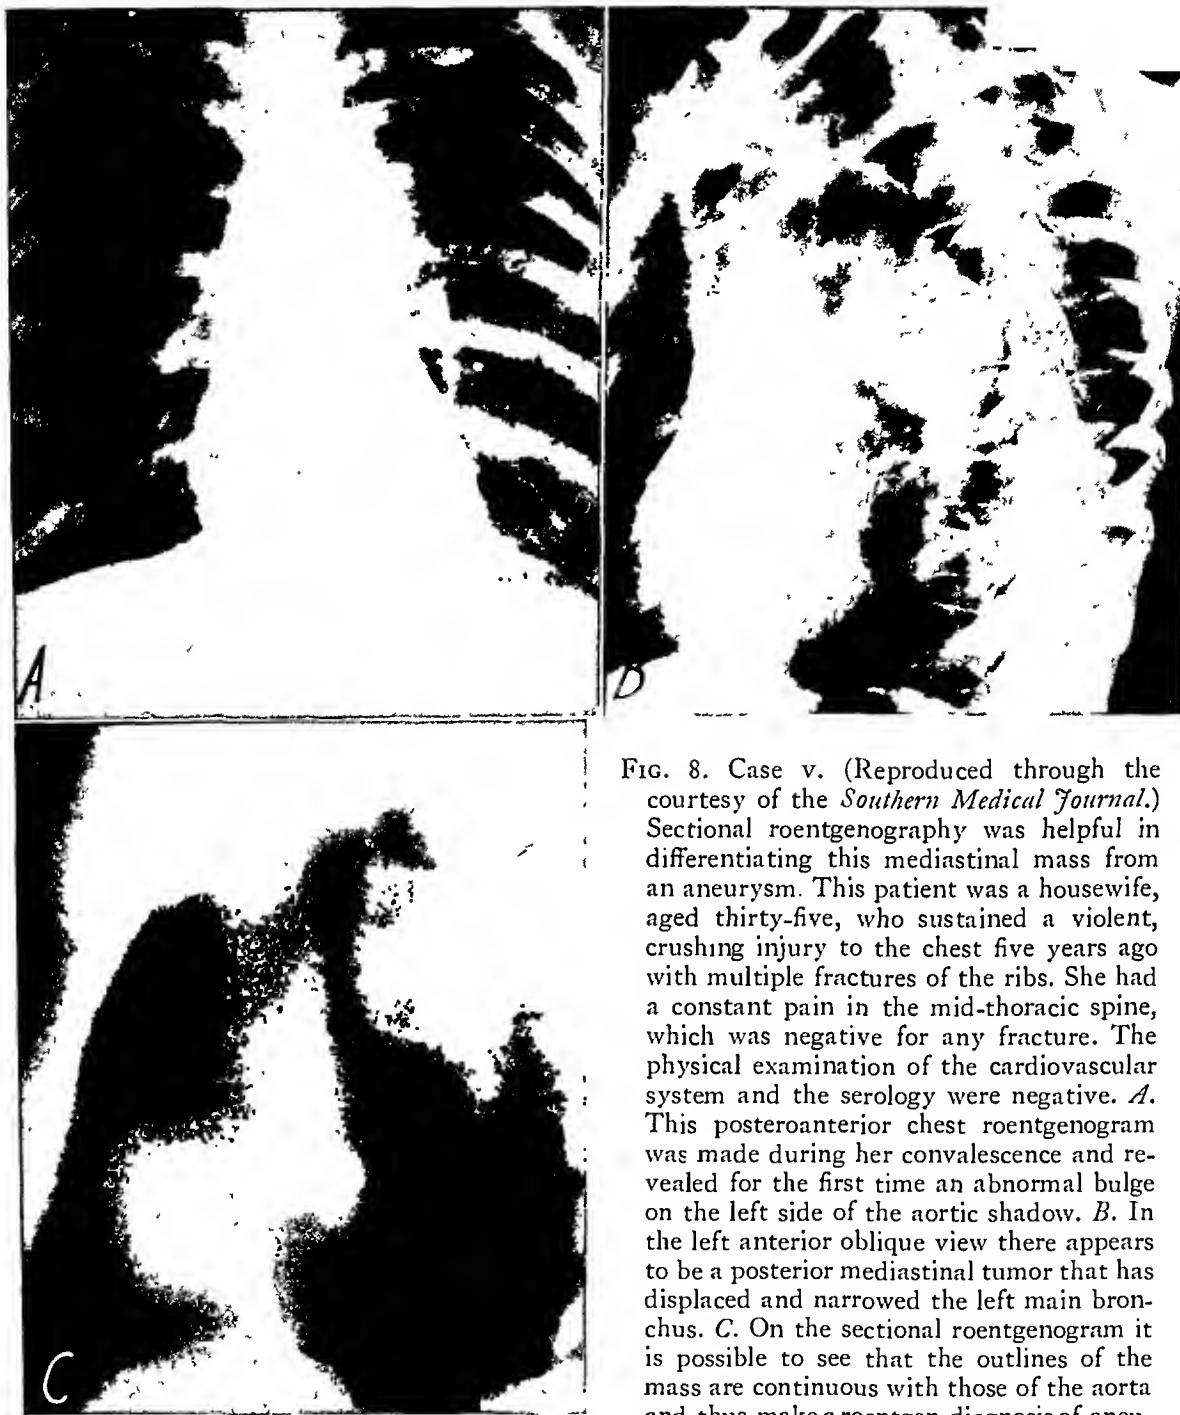 A
B
C
FIG. 8. Case v. (Reproduced through the
courtesy of the Southern Medical Journal.)
Sectional roentgenography was helpful in
differentiating this mediastinal mass from
an aneurysm. This patient was a housewife,
aged thirty-five, who sustained a violent,
crushing injury to the chest five years ago
with multiple fractures of the ribs. She had
a constant pain in the mid-thoracic spine,
which was negative for any fracture. The
physical examination of the cardiovascular
system and the serology were negative. A.
This posteroanterior chest roentgenogram
was made during her convalescence and re-
vealed for the first time an abnormal bulge
on the left side of the aortic shadow. B. In
the left anterior oblique view there appears
to be a posterior mediastinal tumor that has
displaced and narrowed the left main bron-
chus. C. On the sectional roentgenogram it
is possible to see that the outlines of the
mass are continuous with those of the aorta
and thus make a roentgen diagnosis of aneu-